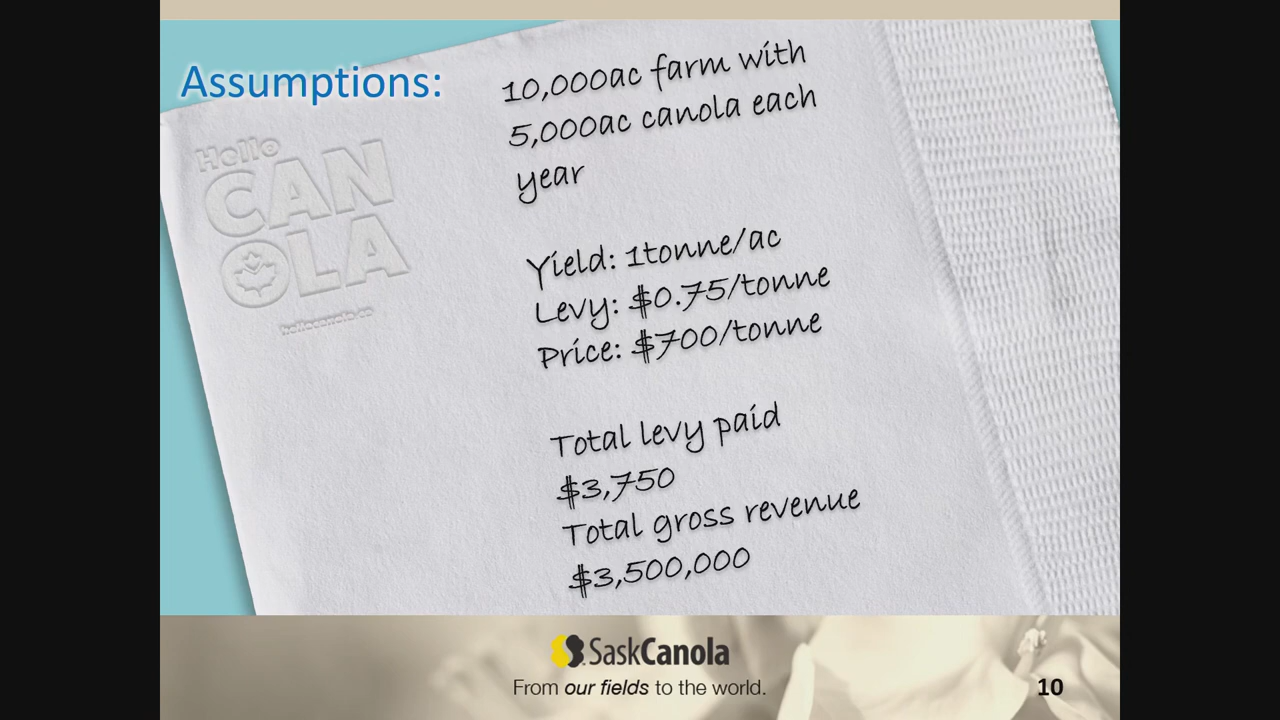 Assumptions:
Hello
CAN
OLA
hellocanola.ca
10,000ac farm with
5,000ac canola each
year
Yield: 1tonne/ac
Levy: $0.75/tonne
Price: $700/tonne
Total levy paid
$3,750
Total gross revenue
$3,500,000
SaskCanola
From our fields to the world.
10